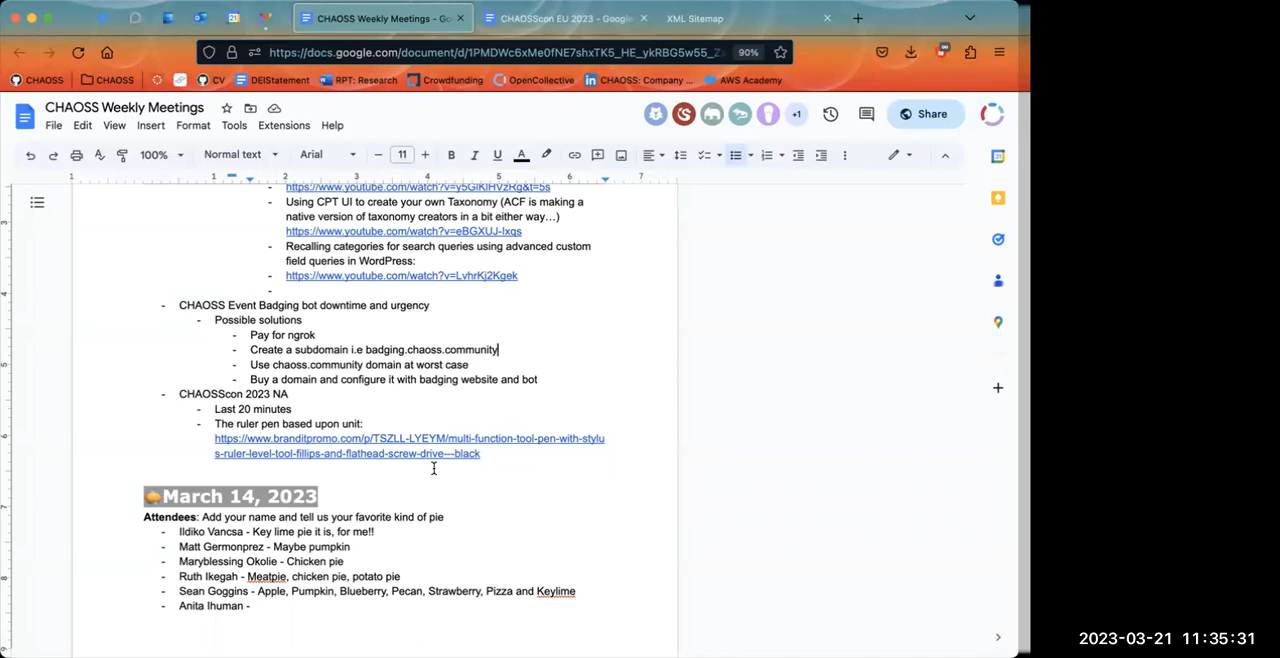 CHAOSS Weekly Meetings - Go
CHAOSScon EU 2023 - Google
XML Sitemap
https://docs.google.com/document/d/1PMDWc6xMe0fNE7shxTK5_HE_ykRBG5w55_Z
90%
CHAOSS
CHAOSS
CV
DEIStatement
RPT: Research
Crowdfunding
OpenCollective
CHAOSS: Company ...
AWS Academy
CHAOSS Weekly Meetings
+1
Share
File Edit View Insert Format Tools Extensions Help
100% Normal text Arial − 11 + B I U A
1 1 2 3 4 5 6 7
https://www.youtube.com/watch?v=y5GlKlHVzRg&t=5s
- Using CPT UI to create your own Taxonomy (ACF is making a
native version of taxonomy creators in a bit either way…)
https://www.youtube.com/watch?v=eBGXUJ-lxqs
- Recalling categories for search queries using advanced custom
field queries in WordPress:
- https://www.youtube.com/watch?v=LvhrKj2Kgek
-
- CHAOSS Event Badging bot downtime and urgency
- Possible solutions
- Pay for ngrok
- Create a subdomain i.e badging.chaoss.community
- Use chaoss.community domain at worst case
- Buy a domain and configure it with badging website and bot
- CHAOSScon 2023 NA
- Last 20 minutes
- The ruler pen based upon unit:
https://www.branditpromo.com/p/TSZLL-LYEYM/multi-function-tool-pen-with-stylu
s-ruler-level-tool-fillips-and-flathead-screw-drive---black
March 14, 2023
Attendees: Add your name and tell us your favorite kind of pie
- Ildiko Vancsa - Key lime pie it is, for me!!
- Matt Germonprez - Maybe pumpkin
- Maryblessing Okolie - Chicken pie
- Ruth Ikegah - Meatpie, chicken pie, potato pie
- Sean Goggins - Apple, Pumpkin, Blueberry, Pecan, Strawberry, Pizza and Keylime
- Anita Ihuman -
2023-03-21 11:35:31